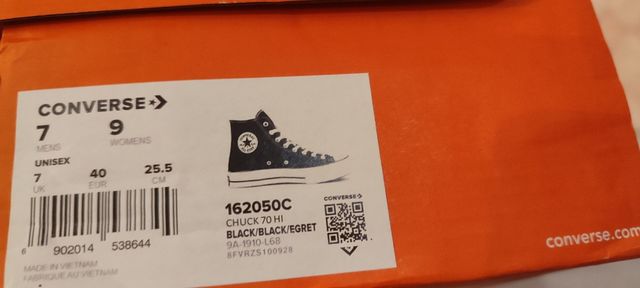 CONVERSE
7 9
MENS WOMENS
UNISEX
7 40 25.5
UK EUR CM
6 902014 538644
MADE IN VIETNAM
FABRIQUÉ AU VIETNAM
162050C
CHUCK 70 HI
BLACK/BLACK/EGRET
9A-1910-L68
8FVRZS100928
CONVERSE
converse.com